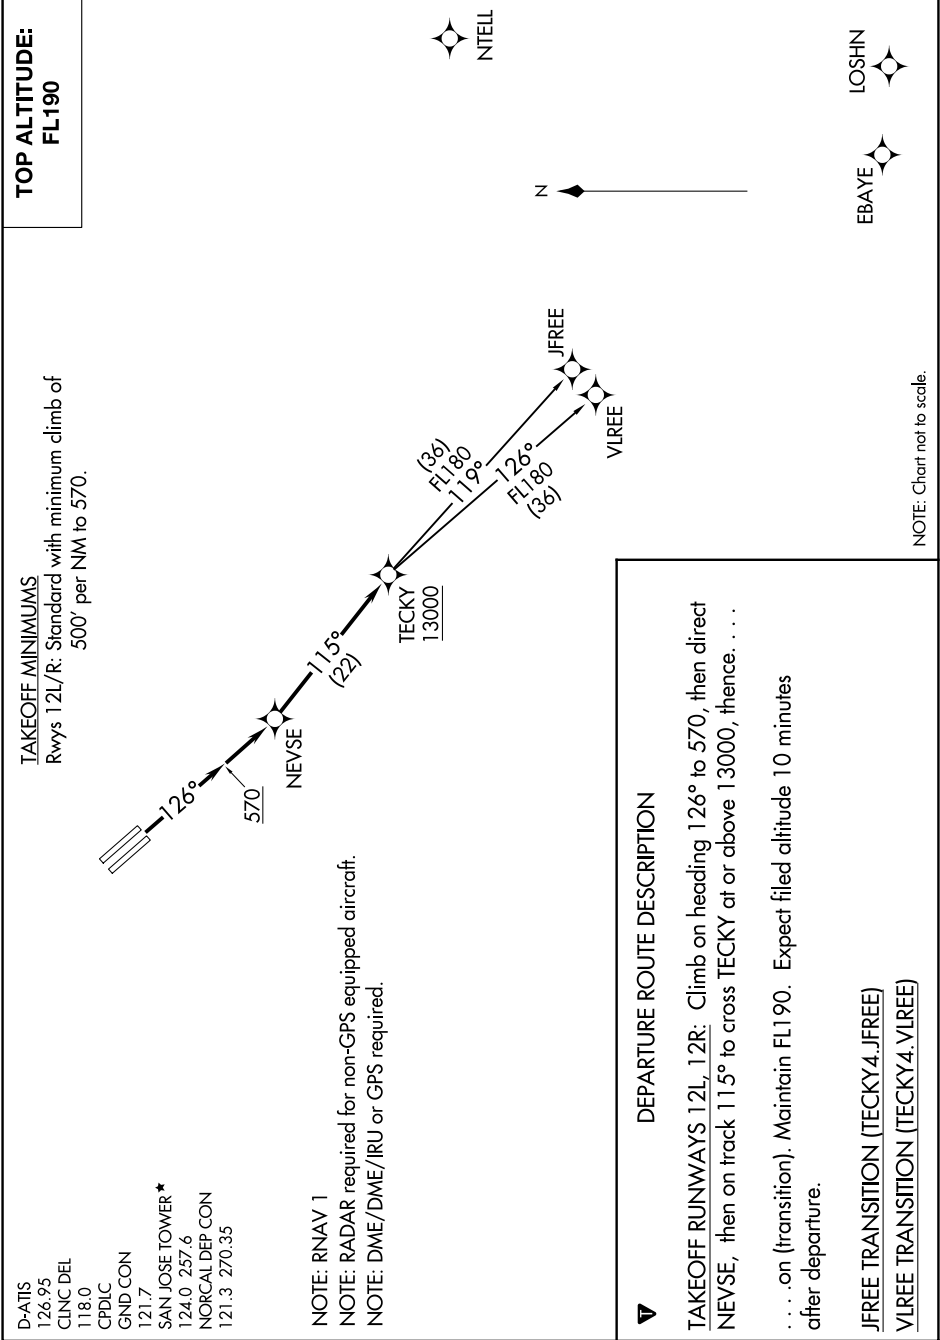 TOP ALTITUDE:
FL190
D-ATIS
126.95
CLNC DEL
118.0
CPDLC
GND CON
121.7
SAN JOSE TOWER★
124.0 257.6
NORCAL DEP CON
121.3 270.35
TAKEOFF MINIMUMS
Rwys 12L/R: Standard with minimum climb of
500' per NM to 570.
NOTE: RNAV 1
NOTE: RADAR required for non-GPS equipped aircraft.
NOTE: DME/DME/IRU or GPS required.
126°
570
NEVSE
115°
(22)
TECKY
13000
(36)
FL180
119°
126°
FL180
(36)
JFREE
VLREE
NTELL
N
LOSHN
EBAYE
NOTE: Chart not to scale.
T
DEPARTURE ROUTE DESCRIPTION
TAKEOFF RUNWAYS 12L, 12R: Climb on heading 126° to 570, then direct
NEVSE, then on track 115° to cross TECKY at or above 13000, thence. . . .
. . . .on (transition). Maintain FL190. Expect filed altitude 10 minutes
after departure.
JFREE TRANSITION (TECKY4.JFREE)
VLREE TRANSITION (TECKY4.VLREE)